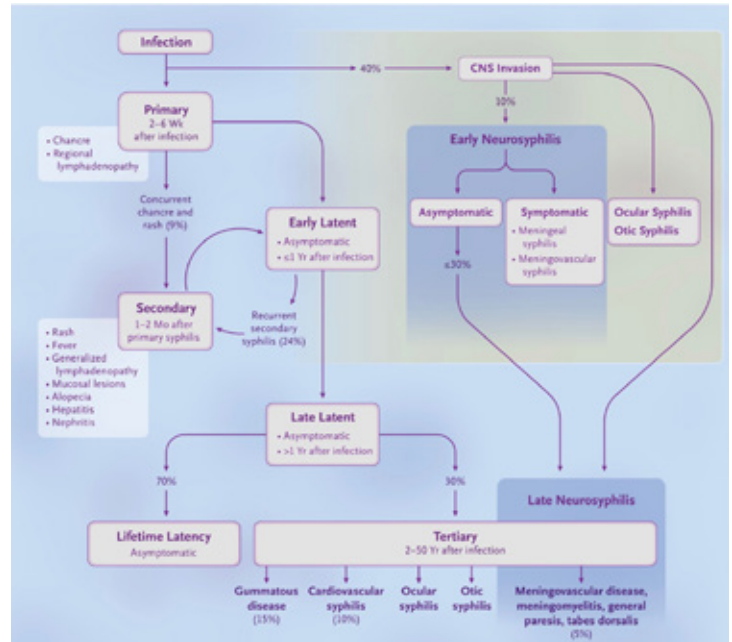 Infection
40%
CNS Invasion
Primary
2–6 Wk
after infection
• Chancre
• Regional
lymphadenopathy
10%
Early Neurosyphilis
Concurrent
chancre and
rash (9%)
Early Latent
• Asymptomatic
• ≤1 Yr after infection
Asymptomatic
Symptomatic
• Meningeal
syphilis
• Meningovascular
syphilis
Ocular Syphilis
Otic Syphilis
≤30%
Secondary
1–2 Mo after
primary syphilis
Recurrent
secondary
syphilis (24%)
• Rash
• Fever
• Generalized
lymphadenopathy
• Mucosal lesions
• Alopecia
• Hepatitis
• Nephritis
Late Latent
• Asymptomatic
• >1 Yr after infection
70%
30%
Late Neurosyphilis
Lifetime Latency
Asymptomatic
Tertiary
2–50 Yr after infection
Gummatous
disease
(15%)
Cardiovascular
syphilis
(10%)
Ocular
syphilis
Otic
syphilis
Meningovascular disease,
meningomyelitis, general
paresis, tabes dorsalis
(5%)